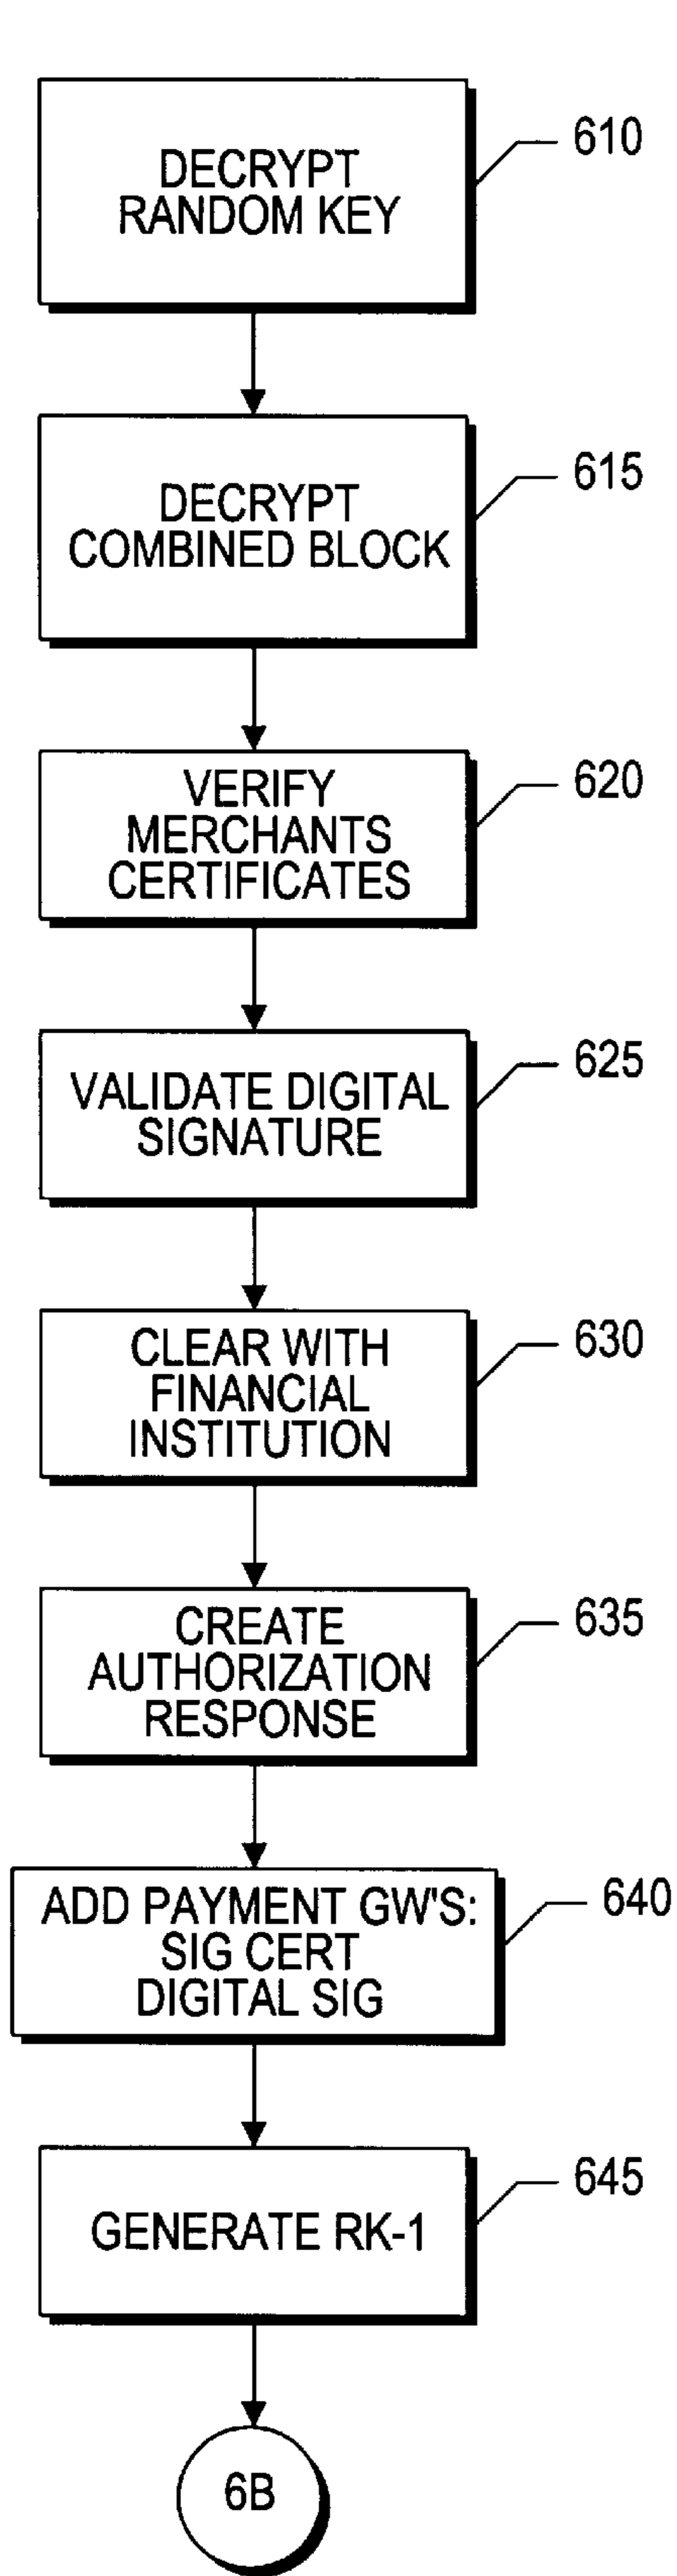 DECRYPT
RANDOM KEY
610
DECRYPT
COMBINED BLOCK
615
VERIFY
MERCHANTS
CERTIFICATES
620
VALIDATE DIGITAL
SIGNATURE
625
CLEAR WITH
FINANCIAL
INSTITUTION
630
CREATE
AUTHORIZATION
RESPONSE
635
ADD PAYMENT GW'S:
SIG CERT
DIGITAL SIG
640
GENERATE RK-1
645
6B